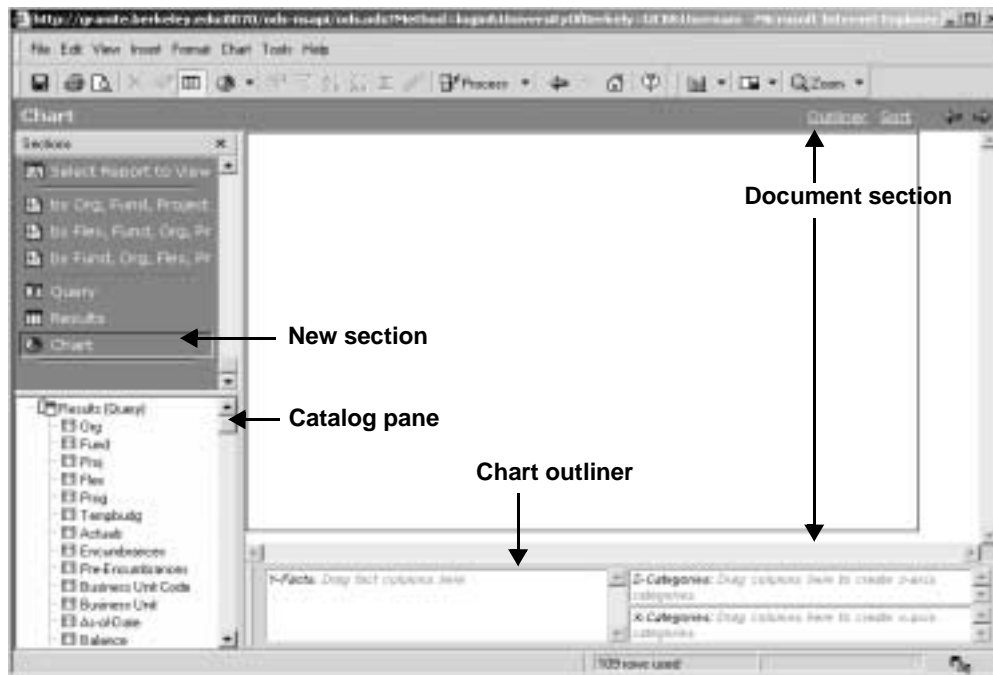 File Edit View Insert Format Chart Tools Help
Process
Zoom
Chart
Outliner Sort
Sections
Select Report to View
by Org, Fund, Project
by Flex, Fund, Org, Pr
by Fund, Org, Flex, Pr
Query
Results
Chart
Document section
New section
Catalog pane
Chart outliner
Results (Query)
Org
Fund
Proj
Flex
Prog
Tempbudg
Actuals
Encumbrances
Pre-Encumbrances
Business Unit Code
Business Unit
As-of-Date
Balance
Y-Facts: Drag fact columns here
Z-Categories: Drag columns here to create z-axis
categories
X-Categories: Drag columns here to create x-axis
categories
109 rows used